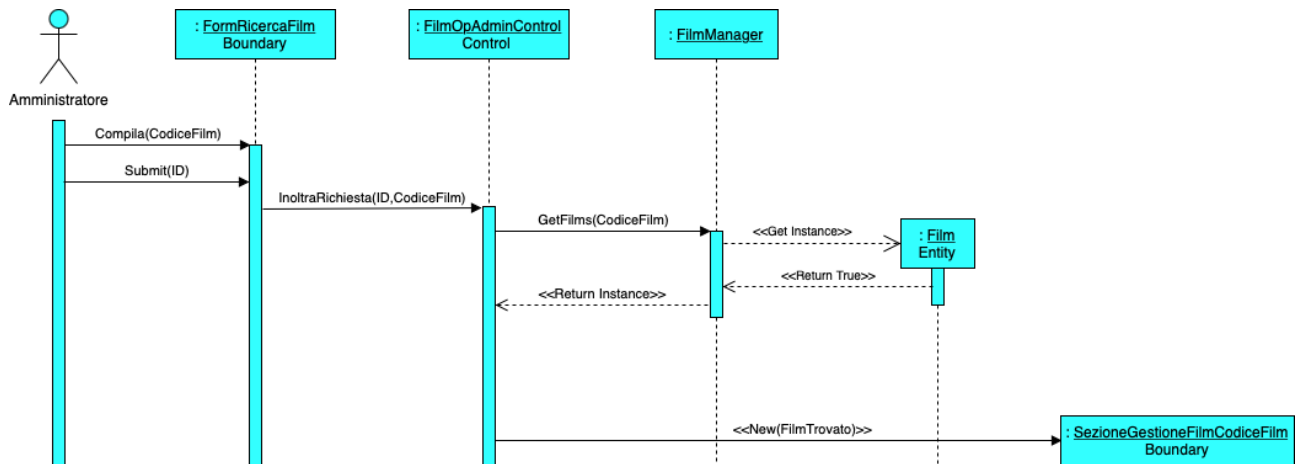 : FormRicercaFilm
Boundary
: FilmOpAdminControl
Control
: FilmManager
Amministratore
Compila(CodiceFilm)
Submit(ID)
InoltraRichiesta(ID,CodiceFilm)
GetFilms(CodiceFilm)
<<Get Instance>>
: Film
Entity
<<Return True>>
<<Return Instance>>
<<New(FilmTrovato)>>
: SezioneGestioneFilmCodiceFilm
Boundary